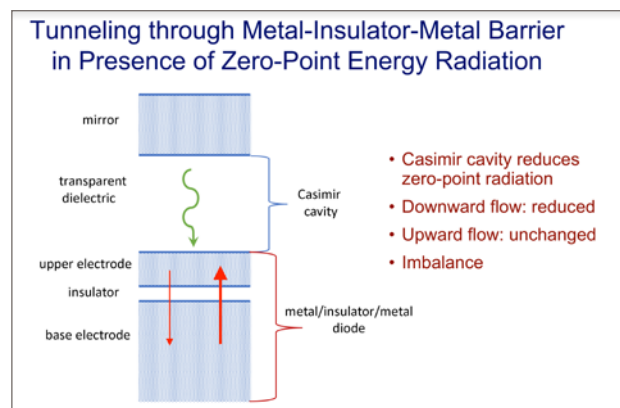 Tunneling through Metal-Insulator-Metal Barrier
in Presence of Zero-Point Energy Radiation
mirror
transparent
dielectric
Casimir
cavity
upper electrode
insulator
base electrode
metal/insulator/metal
diode
• Casimir cavity reduces
zero-point radiation
• Downward flow: reduced
• Upward flow: unchanged
• Imbalance